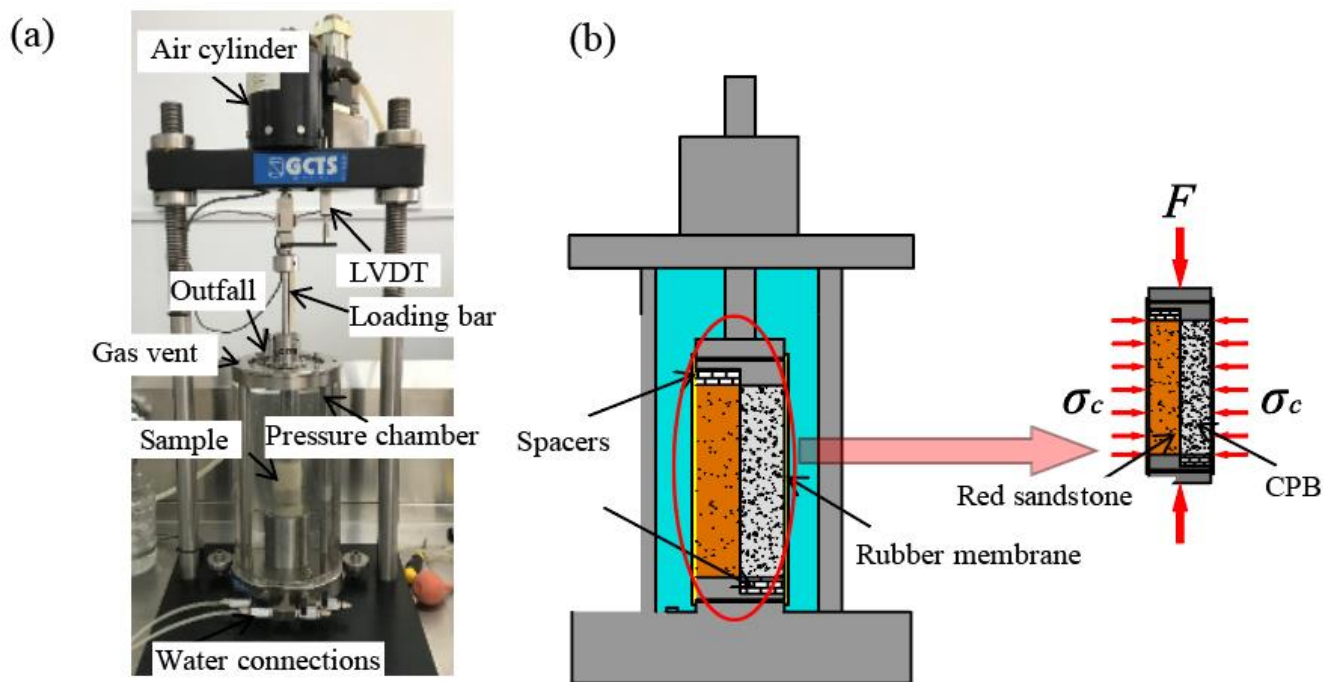 (a)
Air cylinder
GCTS
LVDT
Outfall
Loading bar
Gas vent
Pressure chamber
Sample
Water connections
(b)
Spacers
Rubber membrane
F
σc
σc
Red sandstone
CPB